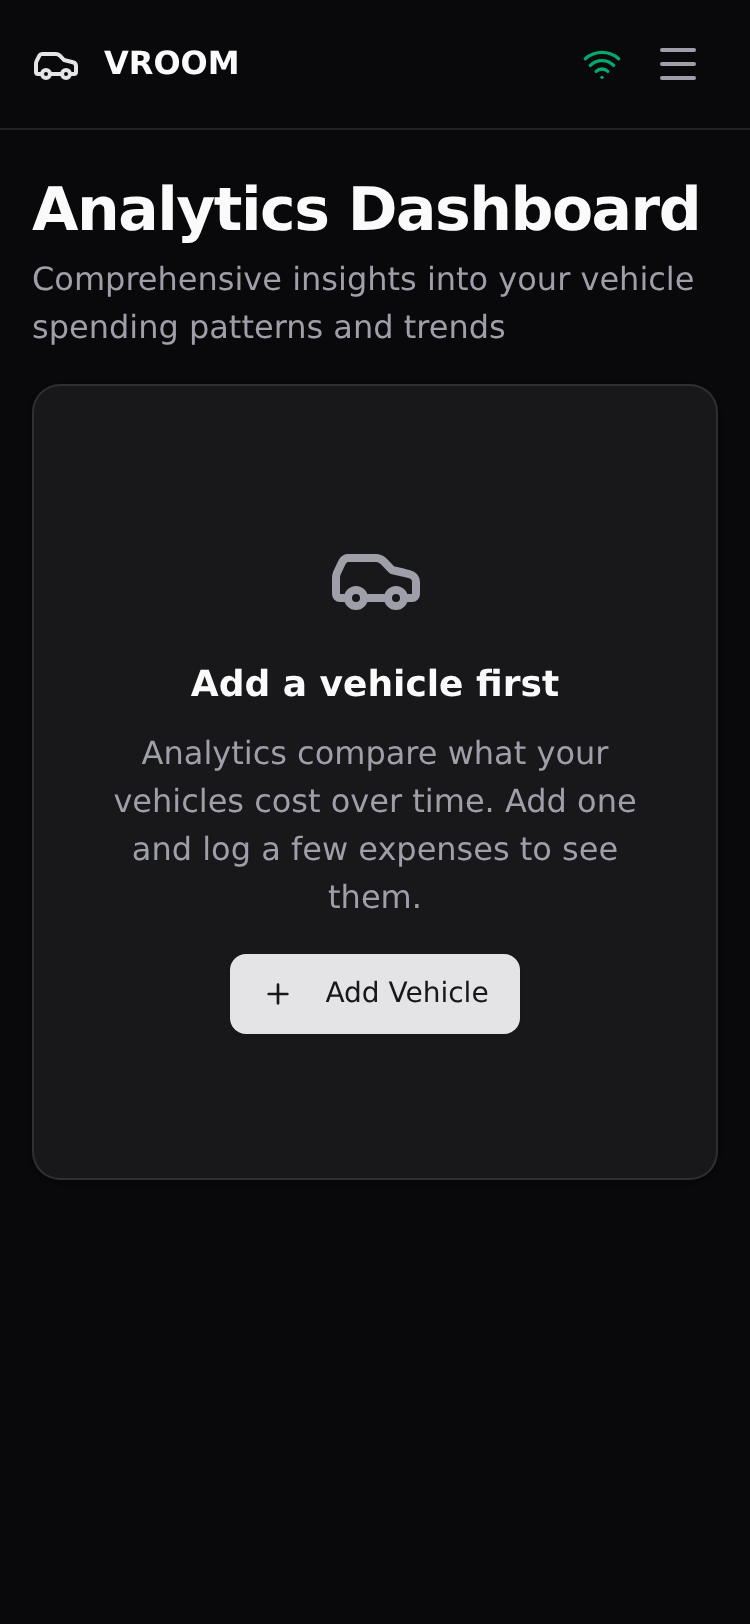 VROOM
Analytics Dashboard
Comprehensive insights into your vehicle
spending patterns and trends
Add a vehicle first
Analytics compare what your
vehicles cost over time. Add one
and log a few expenses to see
them.
Add Vehicle